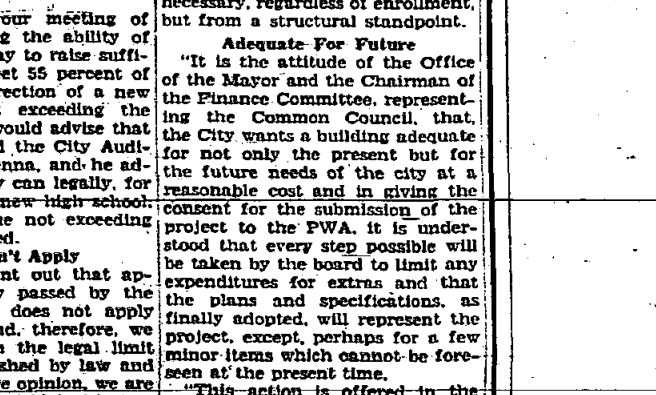 our meeting of
g the ability of
ay to raise suffi-
et 55 percent of
rection of a new
exceeding the
would advise that
d the City Audi-
enna, and he ad-
y can legally, for
new high school,
ne not exceeding
ed.
n't Apply
nt out that ap-
y passed by the
does not apply
nd, therefore, we
n the legal limit
shed by law and
e opinion, we are
necessary, regardless of enrollment,
but from a structural standpoint.
Adequate For Future
"It is the attitude of the Office
of the Mayor and the Chairman of
the Finance Committee, represent-
ing the Common Council, that,
the City wants a building adequate
for not only the present but for
the future needs of the city at a
reasonable cost and in giving the
consent for the submission of the
project to the PWA, it is under-
stood that every step possible will
be taken by the board to limit any
expenditures for extras and that
the plans and specifications, as
finally adopted, will represent the
project, except, perhaps for a few
minor items which cannot be fore-
seen at the present time.
"This action is offered in the